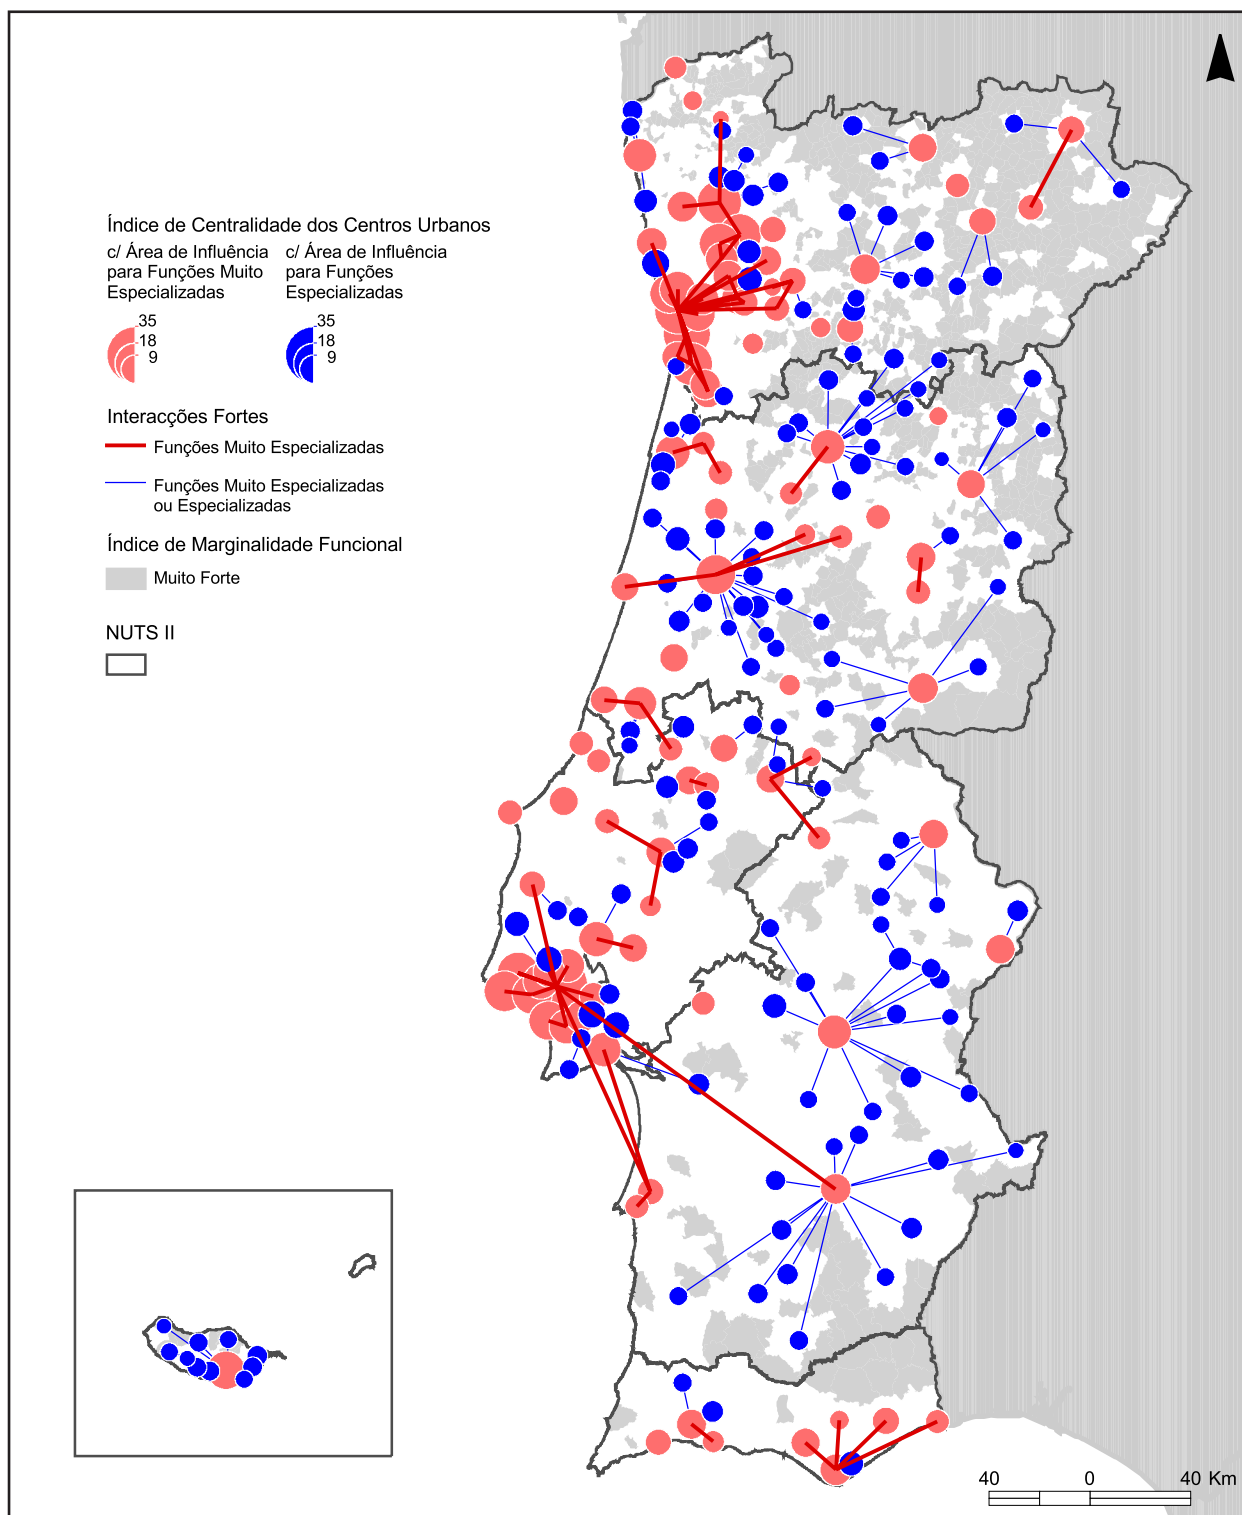 Índice de Centralidade dos Centros Urbanos
c/ Área de Influência
para Funções Muito
Especializadas
c/ Área de Influência
para Funções
Especializadas
35
18
9
35
18
9
Interacções Fortes
Funções Muito Especializadas
Funções Muito Especializadas
ou Especializadas
Índice de Marginalidade Funcional
Muito Forte
NUTS II
40 0 40 Km